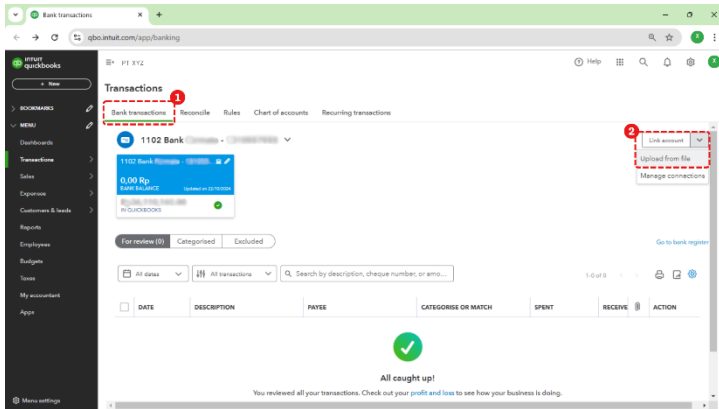 Bank transactions
qbo.intuit.com/app/banking
intuit quickbooks
PT XYZ
Help
+ New
Transactions
1
BOOKMARKS
Bank transactions Reconcile Rules Chart of accounts Recurring transactions
MENU
2
1102 Bank
Link account
Dashboards
Transactions
1102 Bank
Upload from file
Sales
0,00 Rp
Manage connections
Expenses
BANK BALANCE Updated on 22/10/2024
Customers & leads
IN QUICKBOOKS
Reports
Employees
For review (0) Categorised Excluded
Go to bank register
Budgets
Taxes
All dates All transactions Search by description, cheque number, or amo...
1-0 of 0
My accountant
Apps
DATE DESCRIPTION PAYEE CATEGORISE OR MATCH SPENT RECEIVE ACTION
All caught up!
You reviewed all your transactions. Check out your profit and loss to see how your business is doing.
Menu settings